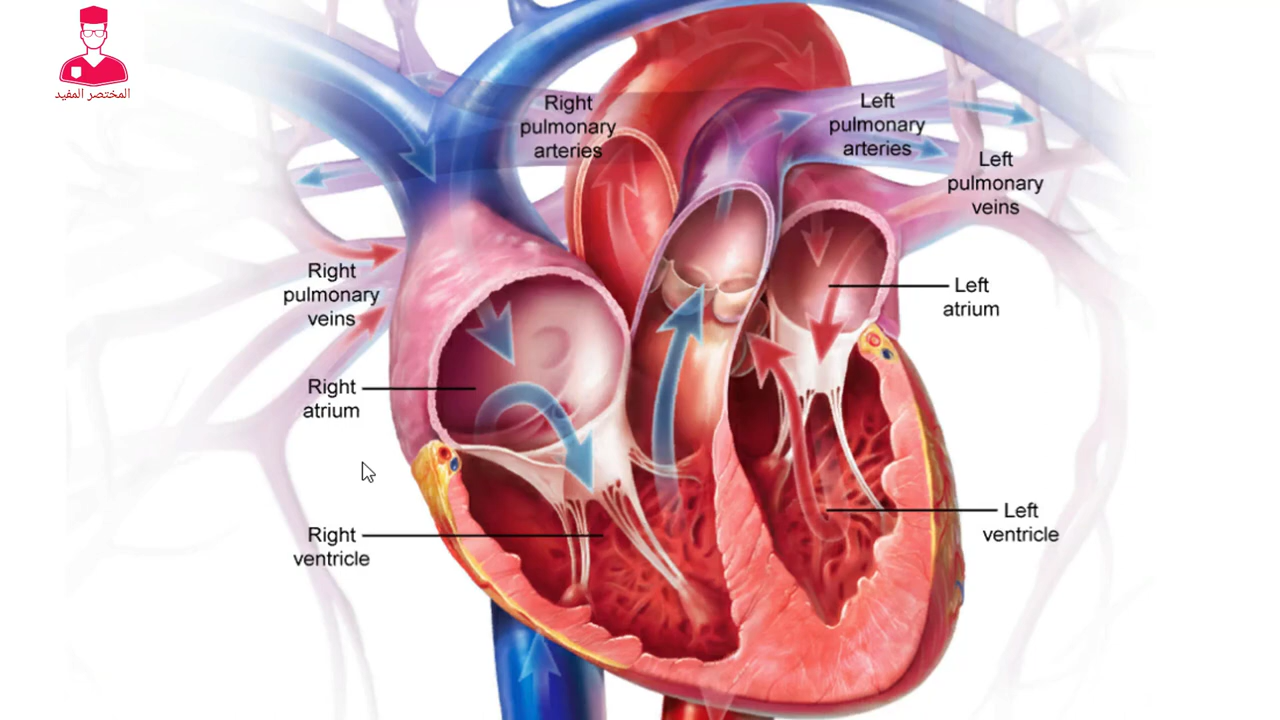 المختصر المفيد
Right
pulmonary
arteries
Left
pulmonary
arteries
Left
pulmonary
veins
Right
pulmonary
veins
Left
atrium
Right
atrium
Left
ventricle
Right
ventricle